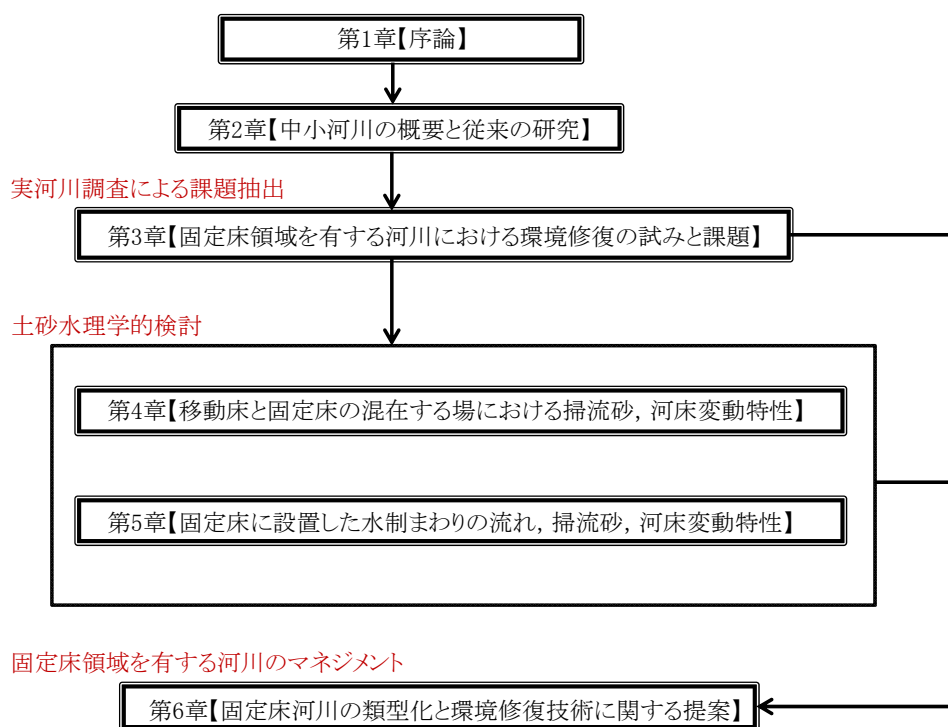 第1章【序論】
第2章【中小河川の概要と従来の研究】
実河川調査による課題抽出
第3章【固定床領域を有する河川における環境修復の試みと課題】
土砂水理学的検討
第4章【移動床と固定床の混在する場における掃流砂, 河床変動特性】
第5章【固定床に設置した水制まわりの流れ, 掃流砂, 河床変動特性】
固定床領域を有する河川のマネジメント
第6章【固定床河川の類型化と環境修復技術に関する提案】